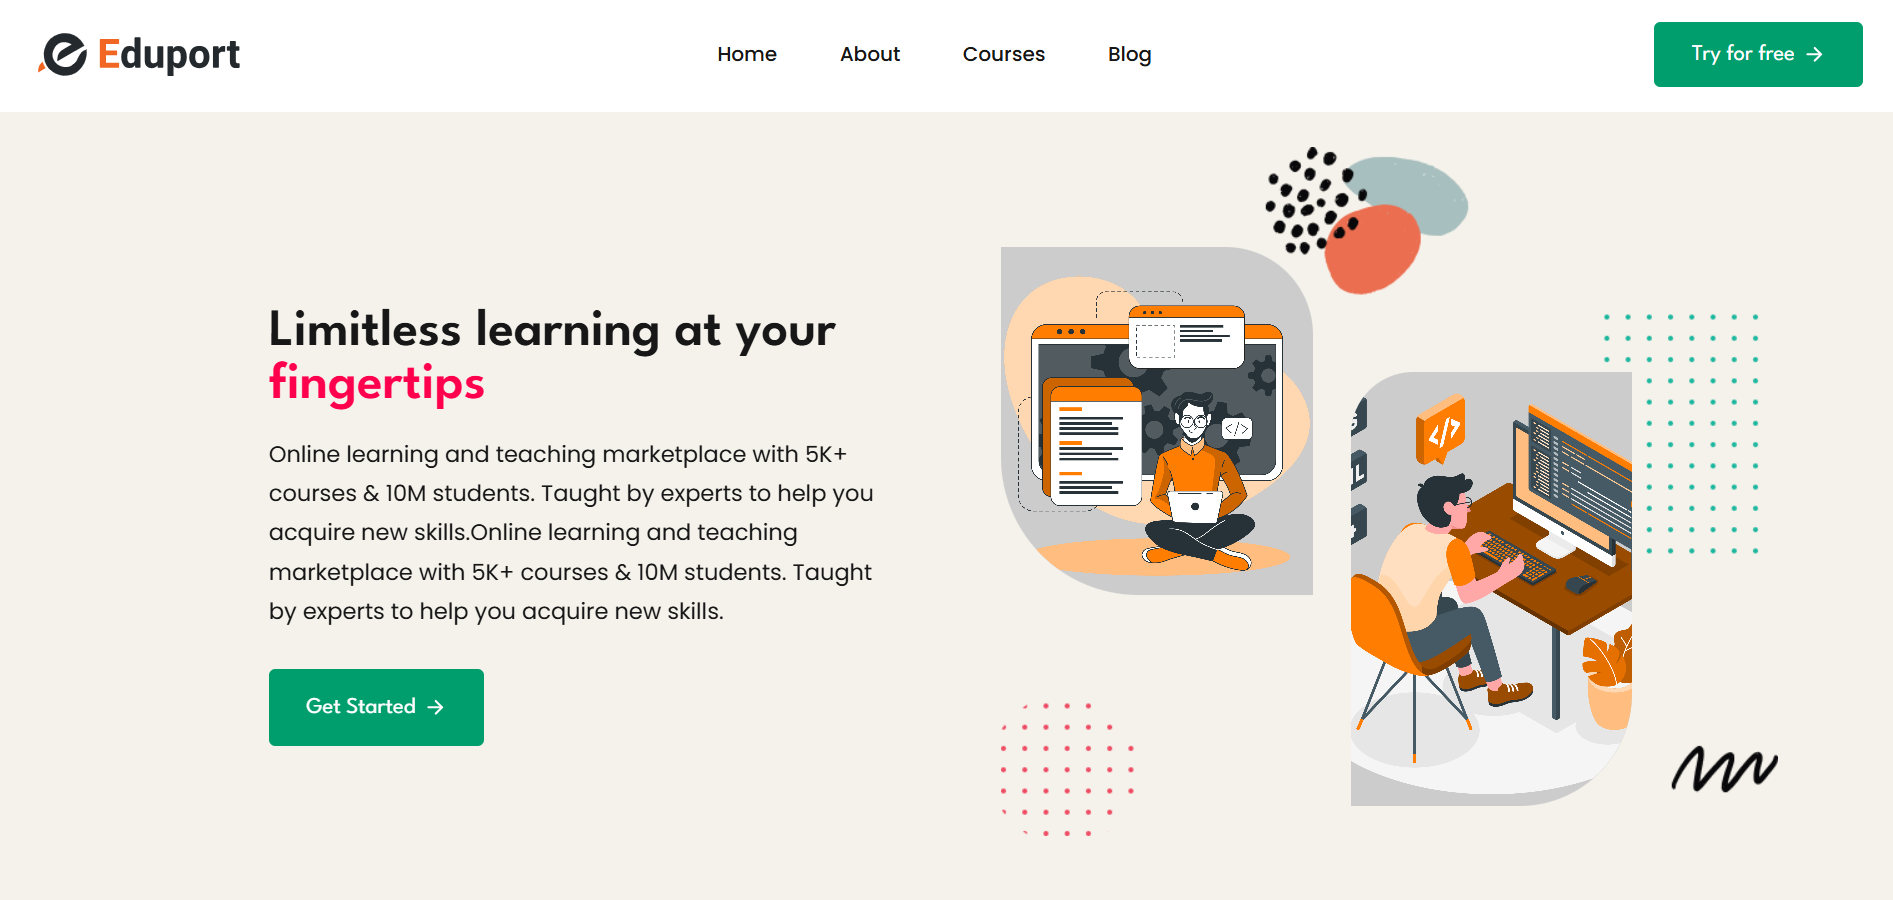 Eduport
Home
About
Courses
Blog
Try for free →
Limitless learning at your
fingertips
Online learning and teaching marketplace with 5K+
courses & 10M students. Taught by experts to help you
acquire new skills.Online learning and teaching
marketplace with 5K+ courses & 10M students. Taught
by experts to help you acquire new skills.
Get Started →